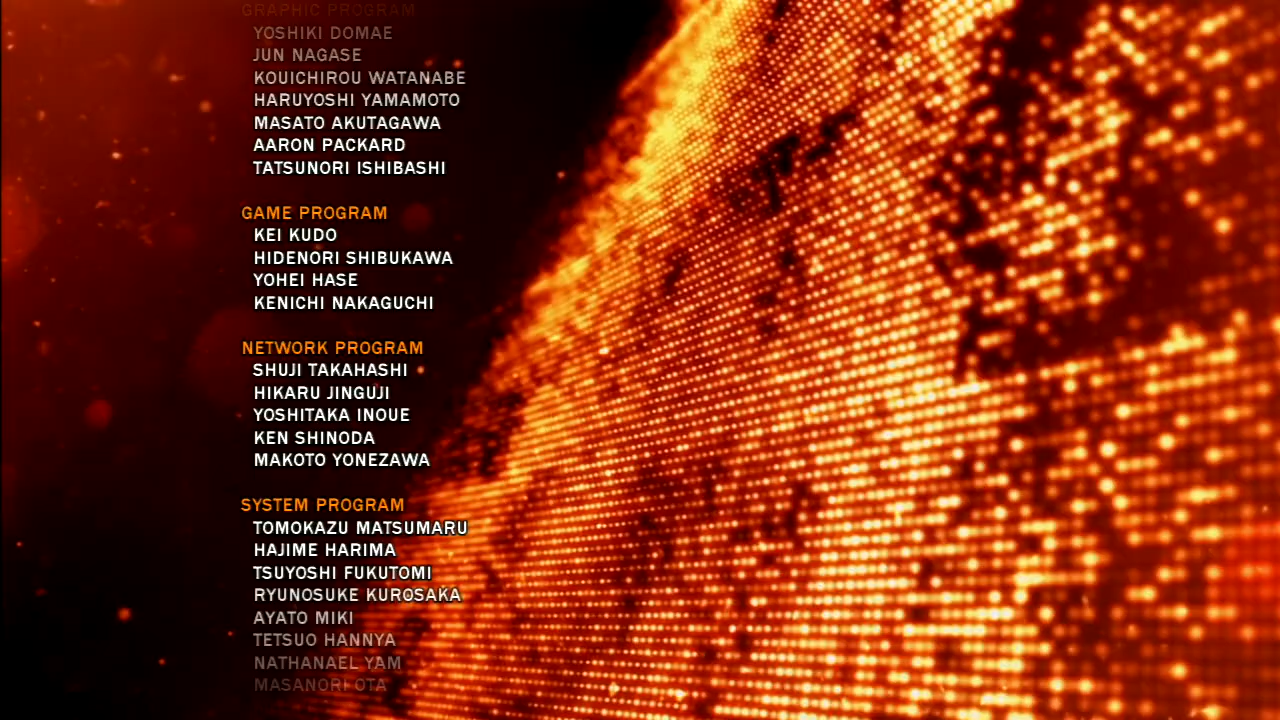 GRAPHIC PROGRAM
YOSHIKI DOMAE
JUN NAGASE
KOUICHIROU WATANABE
HARUYOSHI YAMAMOTO
MASATO AKUTAGAWA
AARON PACKARD
TATSUNORI ISHIBASHI
GAME PROGRAM
KEI KUDO
HIDENORI SHIBUKAWA
YOHEI HASE
KENICHI NAKAGUCHI
NETWORK PROGRAM
SHUJI TAKAHASHI
HIKARU JINGUJI
YOSHITAKA INOUE
KEN SHINODA
MAKOTO YONEZAWA
SYSTEM PROGRAM
TOMOKAZU MATSUMARU
HAJIME HARIMA
TSUYOSHI FUKUTOMI
RYUNOSUKE KUROSAKA
AYATO MIKI
TETSUO HANNYA
NATHANAEL YAM
MASANORI OTA